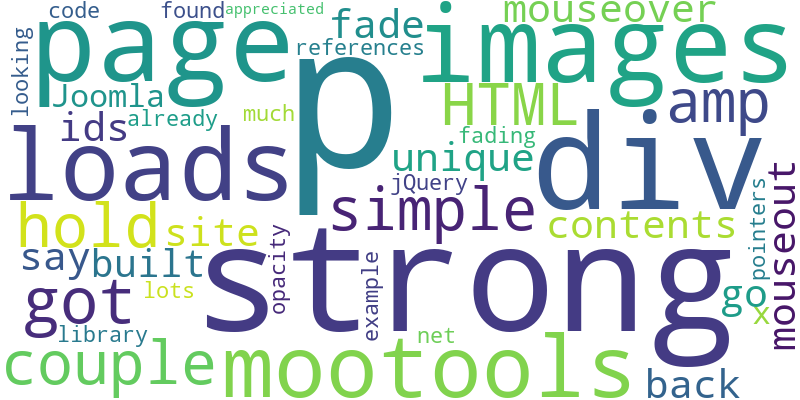 code
found
appreciated
mouseover
page
p
fade
images
looking
references
Joomla
HTML
amp
ids
already
much
loads
fading
div
unique
jQuery
simple
hold
site
contents
pointers
mouseout
say
built
opacity
strong
got
lots
example
go
x
library
net
couple
mootools
back